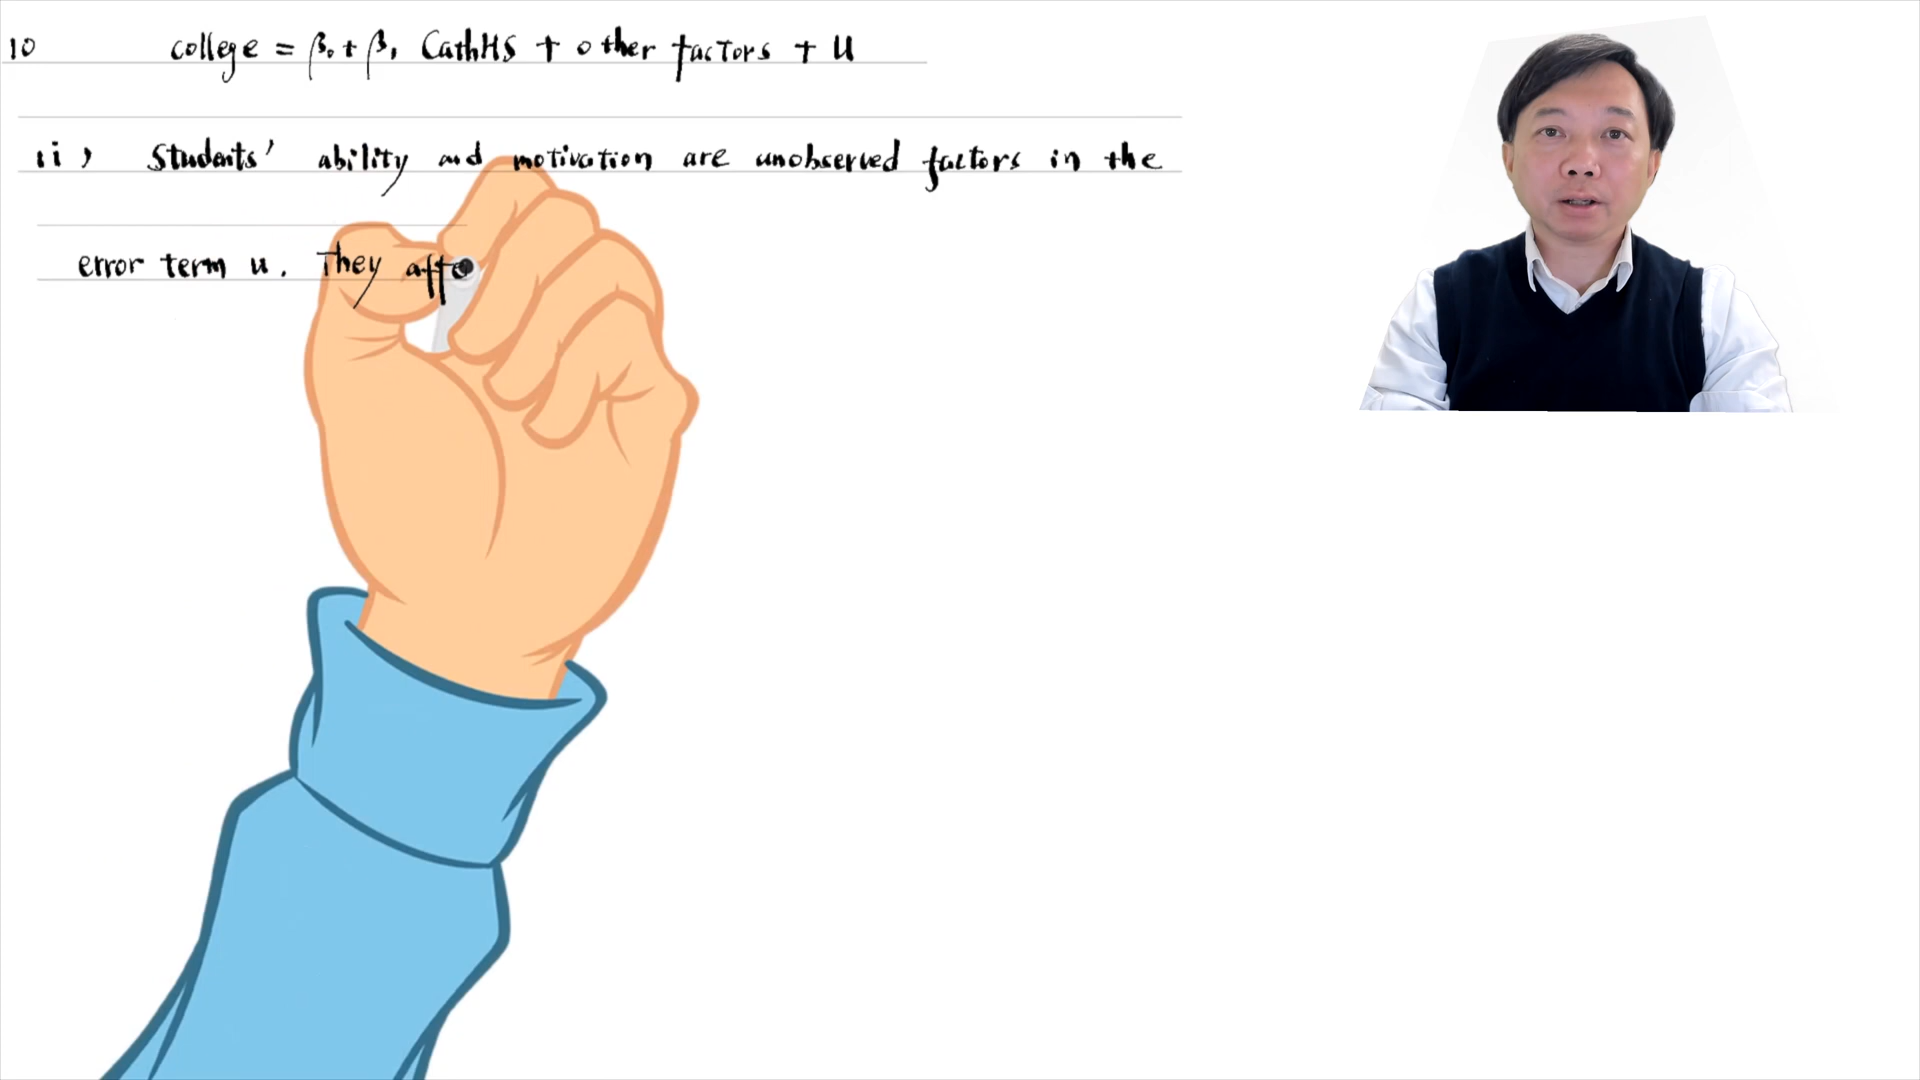 10 college = β₀ + β₁ CathHS + other factors + u
ii) Students' ability and motivation are unobserved factors in the
error term u. They aff